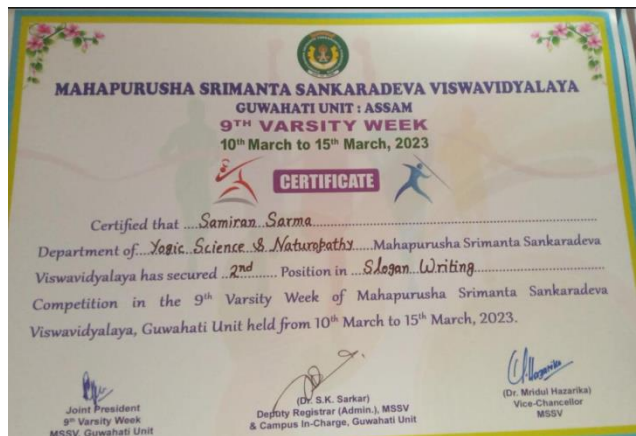 MAHAPURUSHA SRIMANTA SANKARADEVA VISWAVIDYALAYA
GUWAHATI UNIT : ASSAM
9TH VARSITY WEEK
10th March to 15th March, 2023
CERTIFICATE
Certified that ....Samiran Sarma....
Department of....Yogic Science & Naturopathy....Mahapurusha Srimanta Sankaradeva
Viswavidyalaya has secured ...2nd...... Position in ...Slogan Writing....
Competition in the 9th Varsity Week of Mahapurusha Srimanta Sankaradeva
Viswavidyalaya, Guwahati Unit held from 10th March to 15th March, 2023.
Joint President
9th Varsity Week
MSSV, Guwahati Unit
(Dr. S.K. Sarkar)
Deputy Registrar (Admin.), MSSV
& Campus In-Charge, Guwahati Unit
(Dr. Mridul Hazarika)
Vice-Chancellor
MSSV